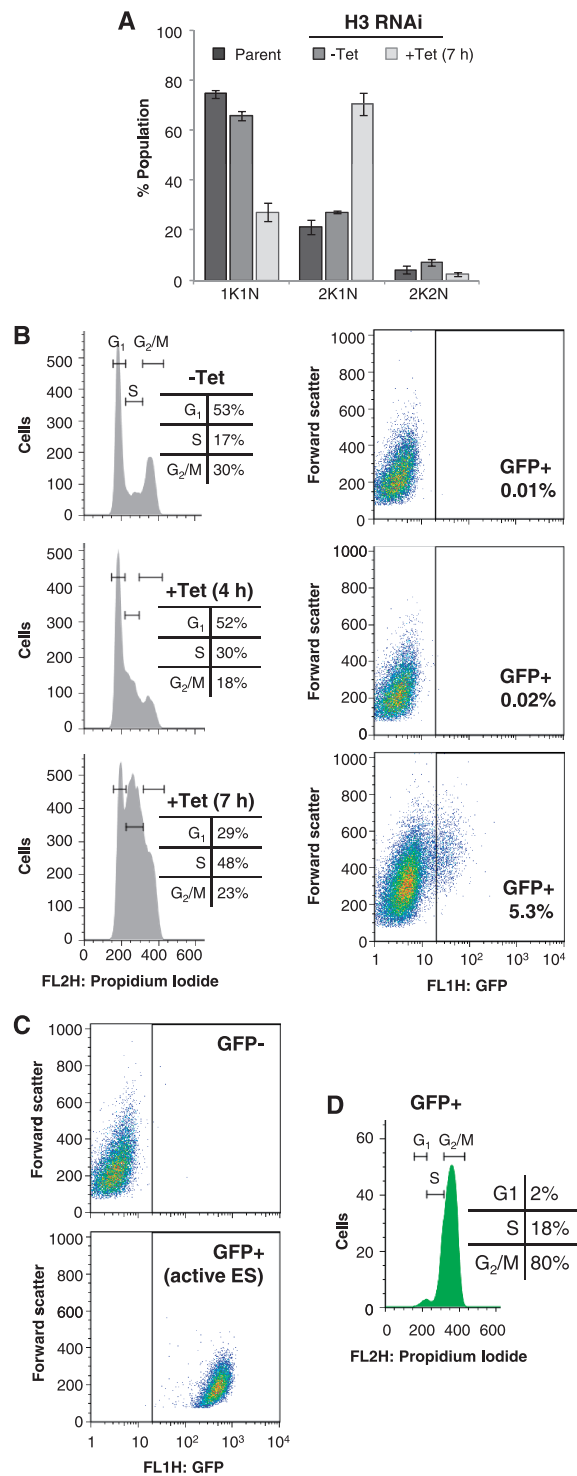 A
H3 RNAi
Parent -Tet +Tet (7 h)
100
80
60
40
20
0
% Population
1K1N 2K1N 2K2N
B
G1 G2/M
S
500
400
300
200
100
0
Cells
-Tet
G1 53%
S 17%
G2/M 30%
1000
800
600
400
200
0
Forward scatter
GFP+
0.01%
500
400
300
200
100
0
Cells
+Tet (4 h)
G1 52%
S 30%
G2/M 18%
1000
800
600
400
200
0
Forward scatter
GFP+
0.02%
500
400
300
200
100
0
Cells
+Tet (7 h)
G1 29%
S 48%
G2/M 23%
0 200 400 600
FL2H: Propidium Iodide
1000
800
600
400
200
0
Forward scatter
GFP+
5.3%
1 10 10² 10³ 10⁴
FL1H: GFP
C
1000
800
600
400
200
0
Forward scatter
GFP-
1000
800
600
400
200
0
Forward scatter
GFP+
(active ES)
1 10 10² 10³ 10⁴
FL1H: GFP
D
GFP+
G1 G2/M
S
60
40
20
0
Cells
G1 2%
S 18%
G2/M 80%
0 200 400 600
FL2H: Propidium Iodide